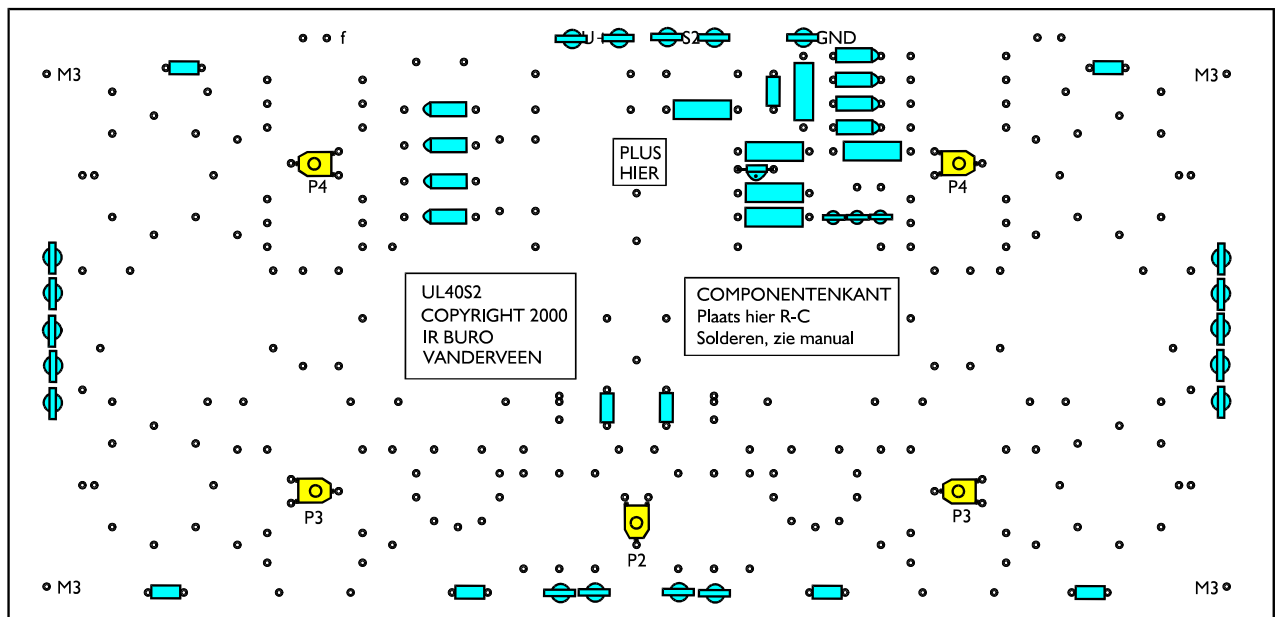 f
U+
S2
GND
M3
M3
PLUS
HIER
P4
P4
UL40S2
COPYRIGHT 2000
IR BURO
VANDERVEEN
COMPONENTENKANT
Plaats hier R-C
Solderen, zie manual
P3
P3
P2
M3
M3